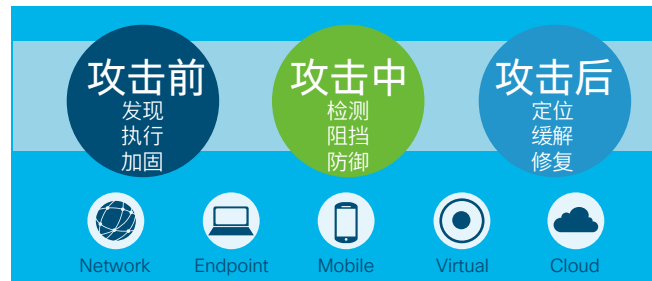 攻击前
发现
执行
加固
攻击中
检测
阻挡
防御
攻击后
定位
缓解
修复
Network
Endpoint
Mobile
Virtual
Cloud